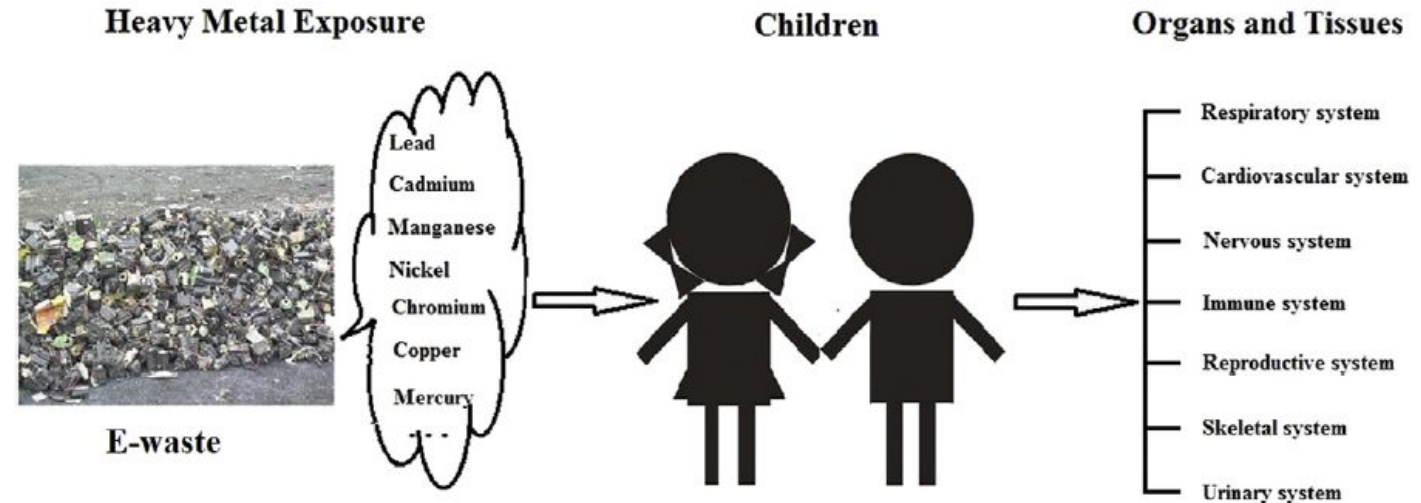 Heavy Metal Exposure
Children
Organs and Tissues
Lead
Cadmium
Manganese
Nickel
Chromium
Copper
Mercury
----
E-waste
Respiratory system
Cardiovascular system
Nervous system
Immune system
Reproductive system
Skeletal system
Urinary system